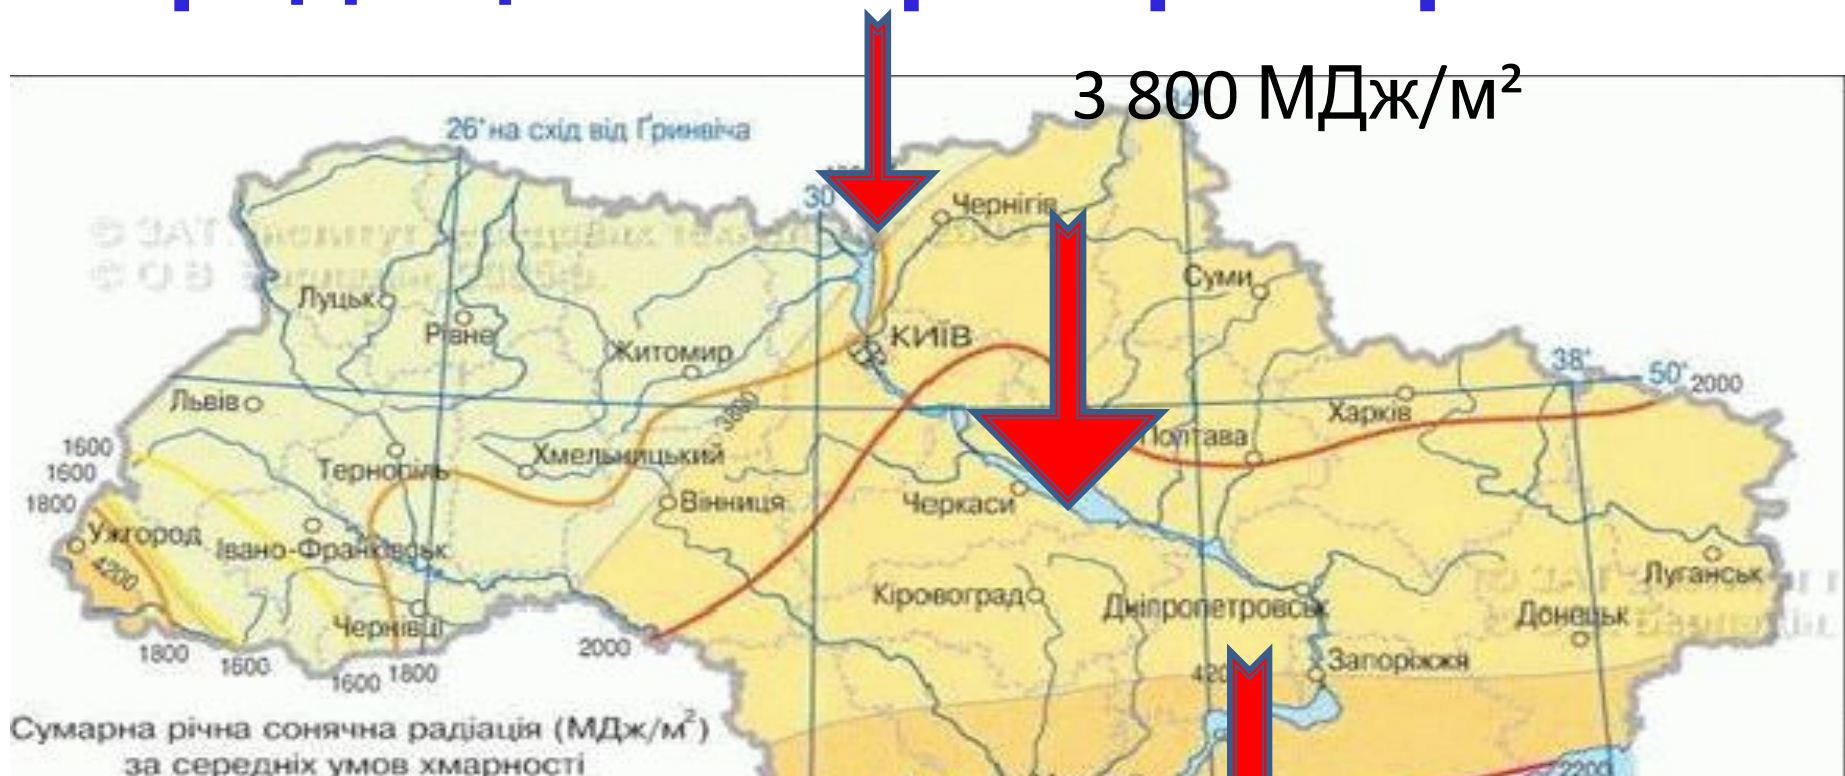 3 800 МДж/м²
26° на схід від Ґринвіча
30
Чернігів
Суми
Луцьк
Рівне
КИЇВ
Житомир
38°
50°
2000
Львів
3800
Харків
1600
Полтава
Хмельницький
1600
Тернопіль
1800
Вінниця
Черкаси
Ужгород
Івано-Франківськ
4200
Луганськ
Кіровоград
Дніпропетровськ
Донецьк
Чернівці
2000
1800
1600
1600
1800
Запоріжжя
Сумарна річна сонячна радіація (МДж/м²)
за середніх умов хмарності
2200